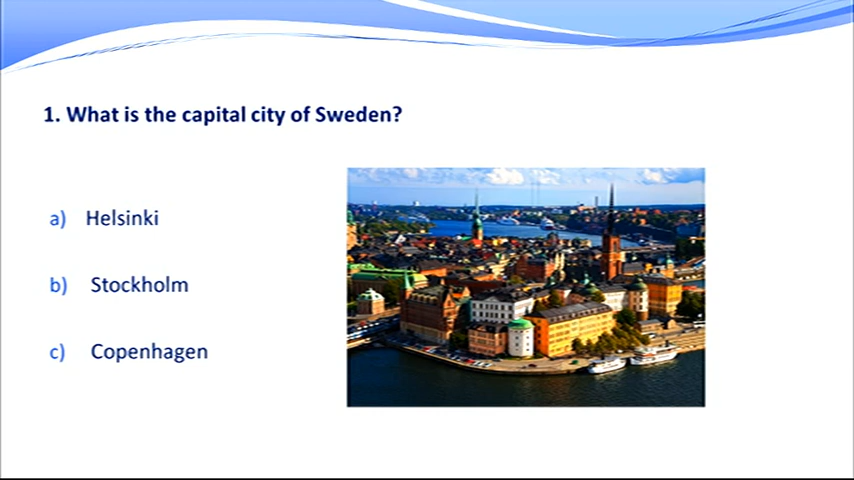 1. What is the capital city of Sweden?
a) Helsinki
b) Stockholm
c) Copenhagen